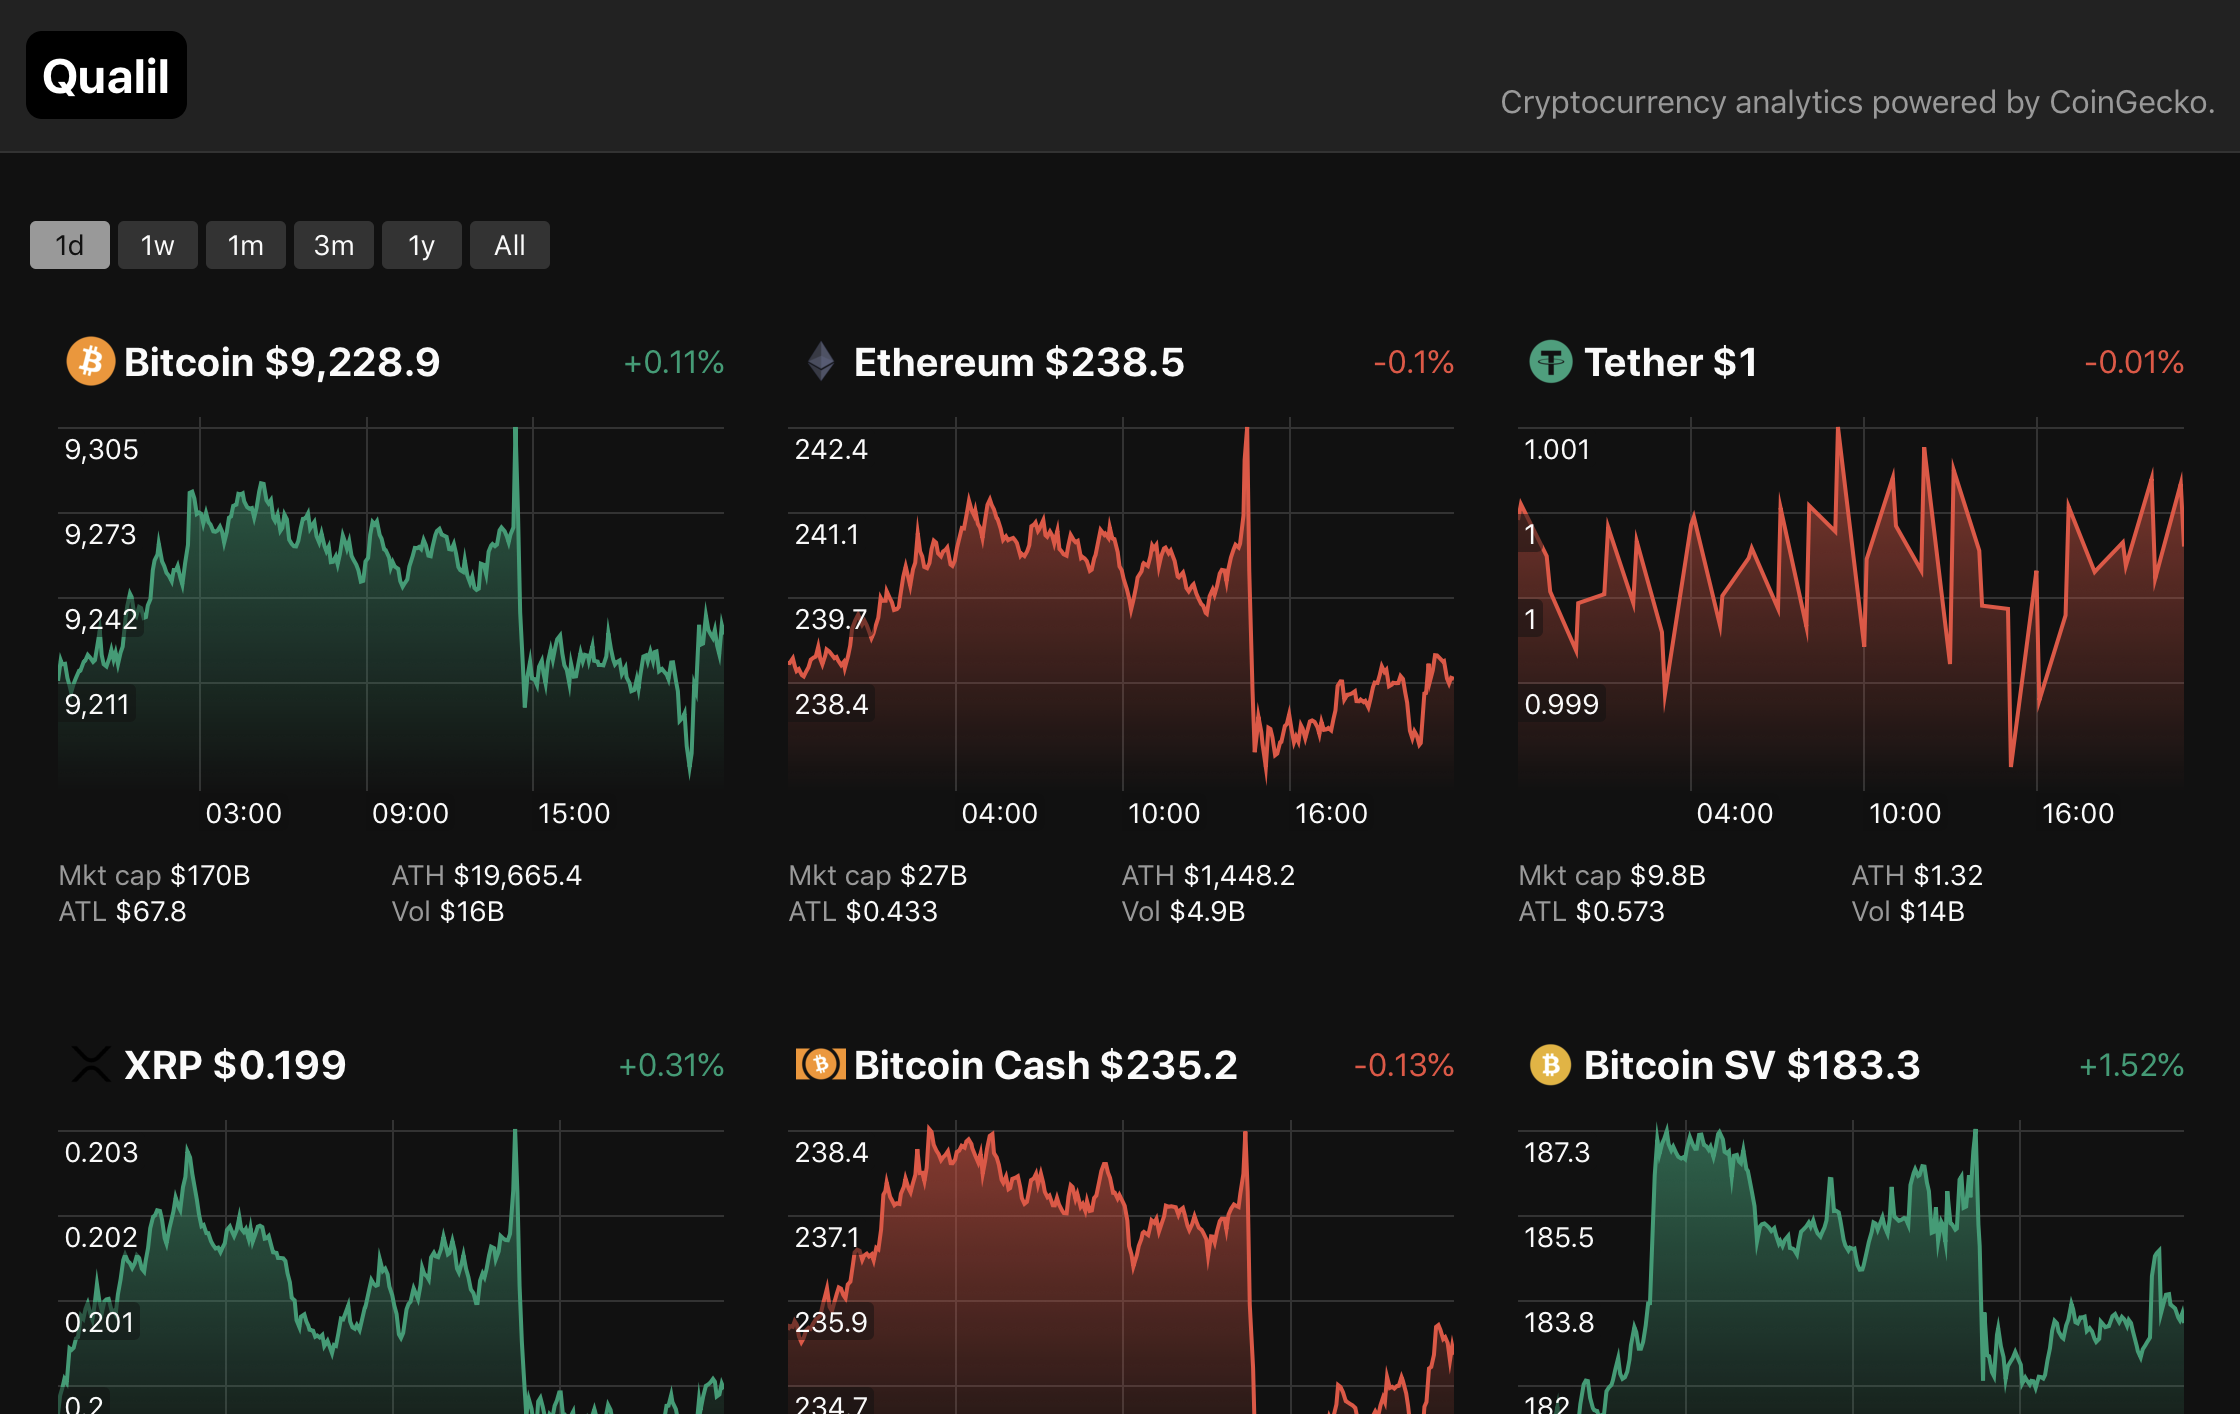 Qualil
Cryptocurrency analytics powered by CoinGecko.
1d 1w 1m 3m 1y All
Bitcoin $9,228.9 +0.11%
9,305
9,273
9,242
9,211
03:00 09:00 15:00
Mkt cap $170B ATH $19,665.4
ATL $67.8 Vol $16B
Ethereum $238.5 -0.1%
242.4
241.1
239.7
238.4
04:00 10:00 16:00
Mkt cap $27B ATH $1,448.2
ATL $0.433 Vol $4.9B
Tether $1 -0.01%
1.001
1
1
0.999
04:00 10:00 16:00
Mkt cap $9.8B ATH $1.32
ATL $0.573 Vol $14B
XRP $0.199 +0.31%
0.203
0.202
0.201
0.2
Bitcoin Cash $235.2 -0.13%
238.4
237.1
235.9
234.7
Bitcoin SV $183.3 +1.52%
187.3
185.5
183.8
182